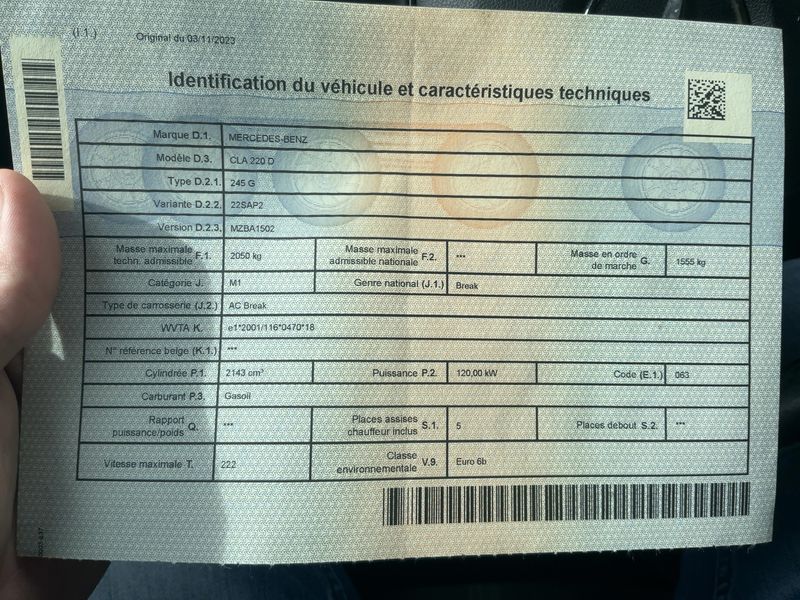 (I.1.) Original du 03/11/2023
Identification du véhicule et caractéristiques techniques
Marque D.1. MERCEDES-BENZ
Modèle D.3. CLA 220 D
Type D.2.1. 245 G
Variante D.2.2. 22SAP2
Version D.2.3. MZBA1502
Masse maximale techn. admissible F.1. 2050 kg Masse maximale admissible nationale F.2. *** Masse en ordre de marche G. 1555 kg
Catégorie J. M1 Genre national (J.1.) Break
Type de carrosserie (J.2.) AC Break
WVTA K. e1*2001/116*0470*18
N° référence belge (K.1.) ***
Cylindrée P.1. 2143 cm³ Puissance P.2. 120,00 kW Code (E.1.) 063
Carburant P.3. Gasoil
Rapport puissance/poids Q. *** Places assises chauffeur inclus S.1. 5 Places debout S.2. ***
Vitesse maximale T. 222 Classe environnementale V.9. Euro 6b